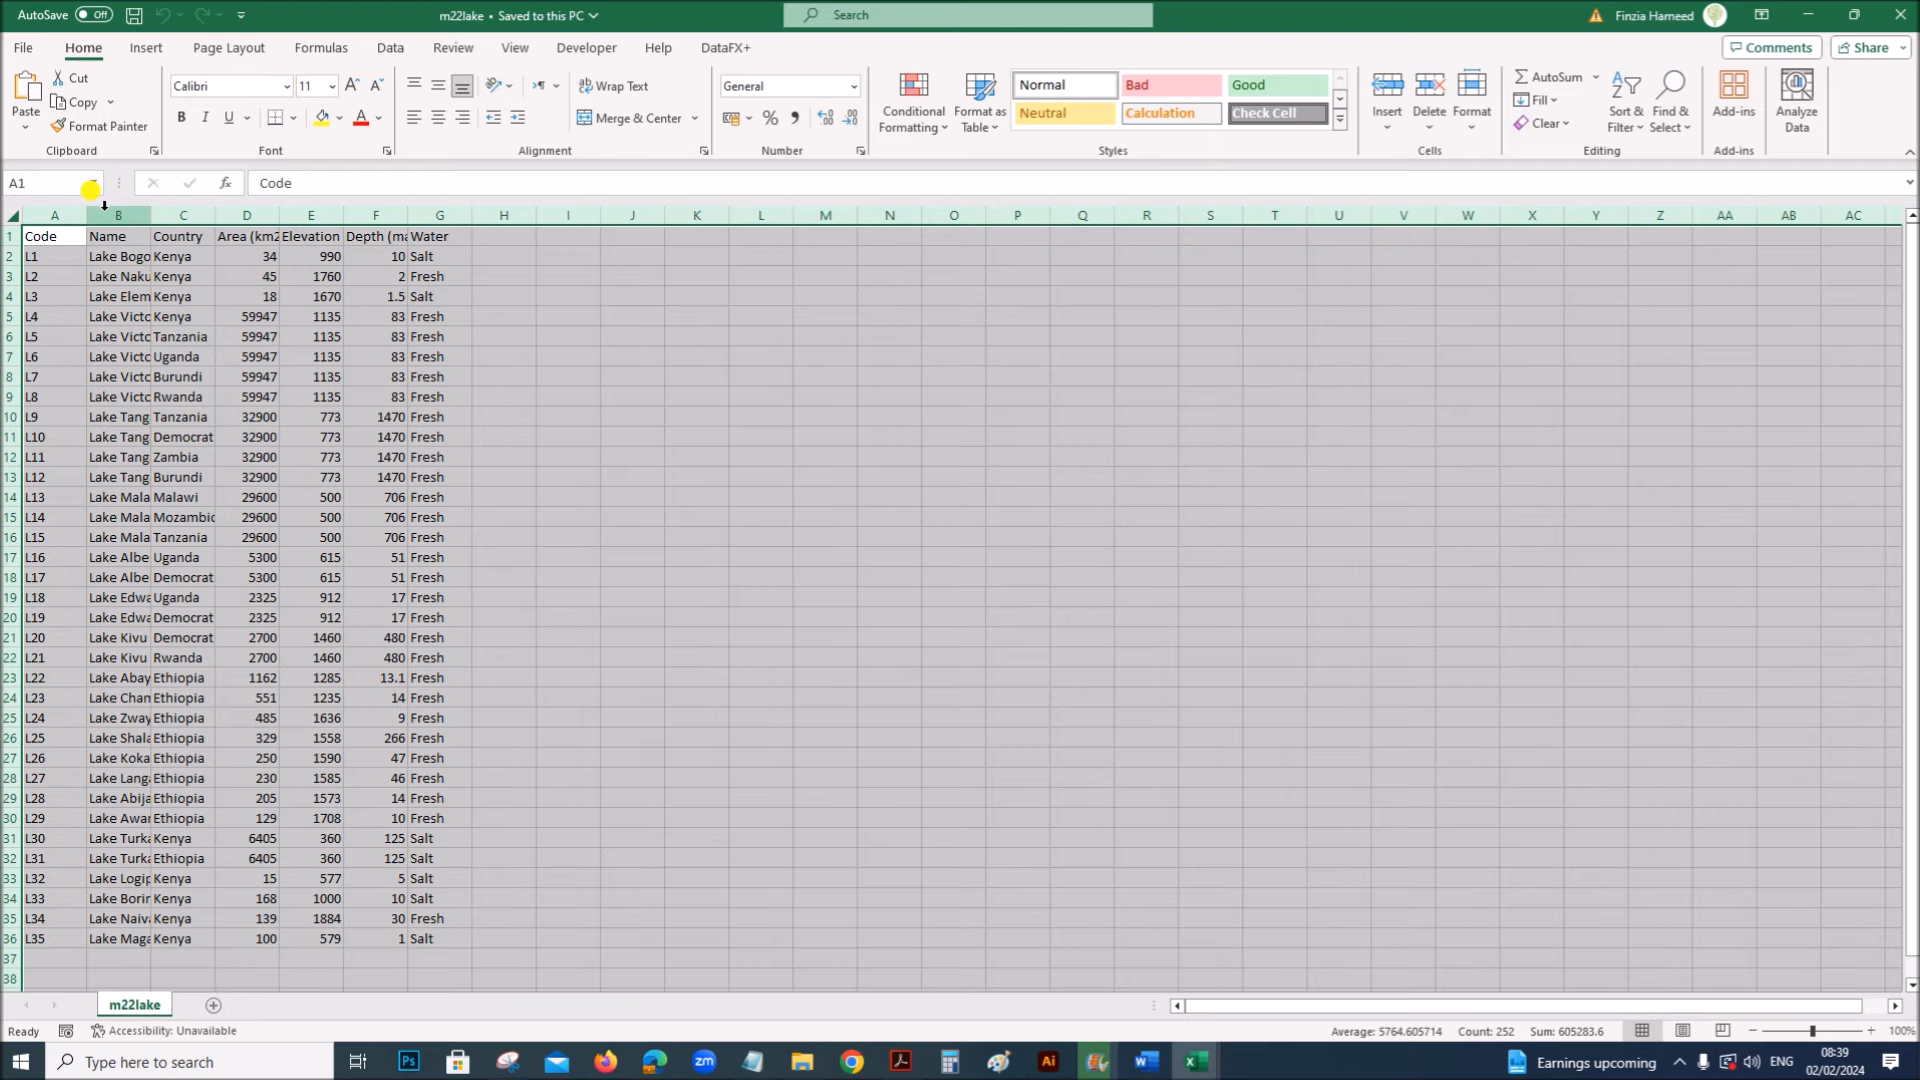 AutoSave Off m22lake • Saved to this PC Search Finzia Hameed
File Home Insert Page Layout Formulas Data Review View Developer Help DataFX+ Comments Share
Paste Cut Copy Format Painter Clipboard
Calibri 11 B I U A Font
Wrap Text Merge & Center Alignment
General % Number
Conditional Formatting Format as Table Normal Bad Good Neutral Calculation Check Cell Styles
Insert Delete Format Cells
AutoSum Fill Clear Sort & Filter Find & Select Editing
Add-ins Add-ins
Analyze Data
A1 fx Code
A B C D E F G H I J K L M N O P Q R S T U V W X Y Z AA AB AC
1 Code Name Country Area (km2 Elevation Depth (ma Water
2 L1 Lake Bogo Kenya 34 990 10 Salt
3 L2 Lake Naku Kenya 45 1760 2 Fresh
4 L3 Lake Elem Kenya 18 1670 1.5 Salt
5 L4 Lake Victo Kenya 59947 1135 83 Fresh
6 L5 Lake Victo Tanzania 59947 1135 83 Fresh
7 L6 Lake Victo Uganda 59947 1135 83 Fresh
8 L7 Lake Victo Burundi 59947 1135 83 Fresh
9 L8 Lake Victo Rwanda 59947 1135 83 Fresh
10 L9 Lake Tang Tanzania 32900 773 1470 Fresh
11 L10 Lake Tang Democrat 32900 773 1470 Fresh
12 L11 Lake Tang Zambia 32900 773 1470 Fresh
13 L12 Lake Tang Burundi 32900 773 1470 Fresh
14 L13 Lake Mala Malawi 29600 500 706 Fresh
15 L14 Lake Mala Mozambic 29600 500 706 Fresh
16 L15 Lake Mala Tanzania 29600 500 706 Fresh
17 L16 Lake Albe Uganda 5300 615 51 Fresh
18 L17 Lake Albe Democrat 5300 615 51 Fresh
19 L18 Lake Edwa Uganda 2325 912 17 Fresh
20 L19 Lake Edwa Democrat 2325 912 17 Fresh
21 L20 Lake Kivu Democrat 2700 1460 480 Fresh
22 L21 Lake Kivu Rwanda 2700 1460 480 Fresh
23 L22 Lake Abay Ethiopia 1162 1285 13.1 Fresh
24 L23 Lake Cham Ethiopia 551 1235 14 Fresh
25 L24 Lake Zway Ethiopia 485 1636 9 Fresh
26 L25 Lake Shala Ethiopia 329 1558 266 Fresh
27 L26 Lake Koka Ethiopia 250 1590 47 Fresh
28 L27 Lake Langa Ethiopia 230 1585 46 Fresh
29 L28 Lake Abija Ethiopia 205 1573 14 Fresh
30 L29 Lake Awar Ethiopia 129 1708 10 Fresh
31 L30 Lake Turka Kenya 6405 360 125 Salt
32 L31 Lake Turka Ethiopia 6405 360 125 Salt
33 L32 Lake Logip Kenya 15 577 5 Salt
34 L33 Lake Borin Kenya 168 1000 10 Salt
35 L34 Lake Naiva Kenya 139 1884 30 Fresh
36 L35 Lake Maga Kenya 100 579 1 Salt
37
38
m22lake
Ready Accessibility: Unavailable Average: 5764.605714 Count: 252 Sum: 605283.6 100%
Type here to search Ps zm Ai W X Earnings upcoming ENG 08:39
02/02/2024